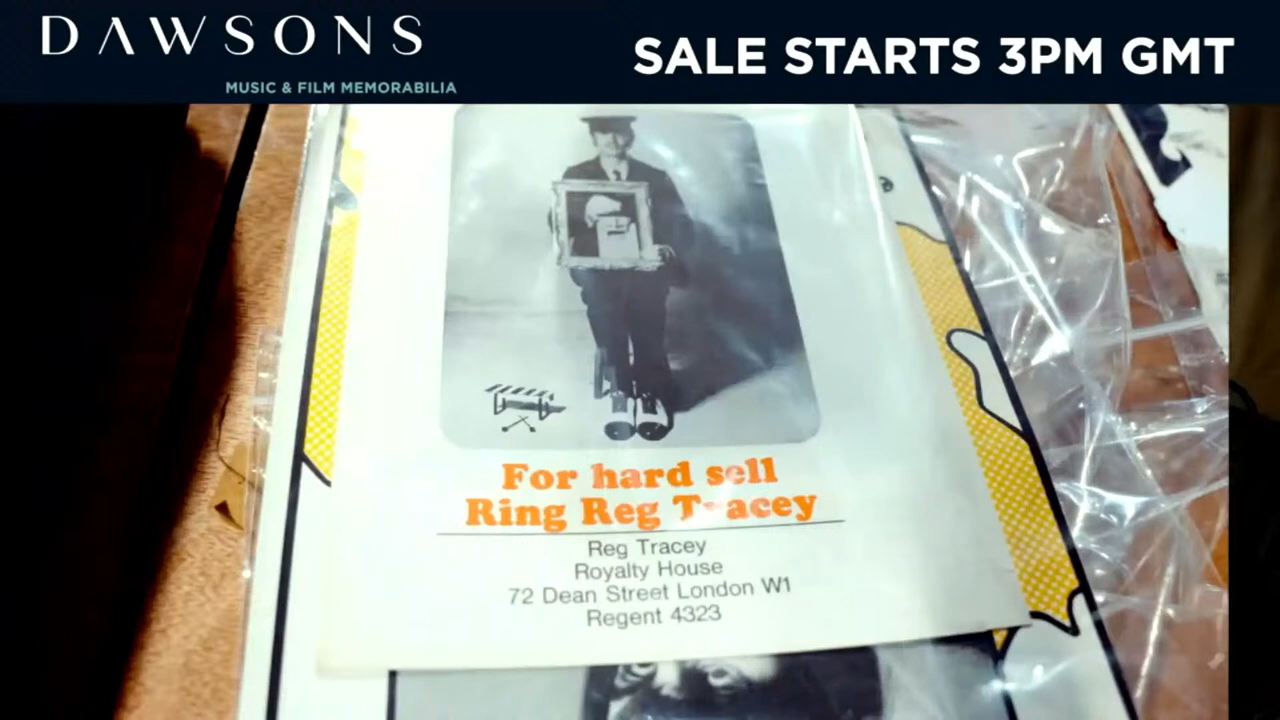 DAWSONS
MUSIC & FILM MEMORABILIA
SALE STARTS 3PM GMT
For hard sell
Ring Reg Tracey
Reg Tracey
Royalty House
72 Dean Street London W1
Regent 4323